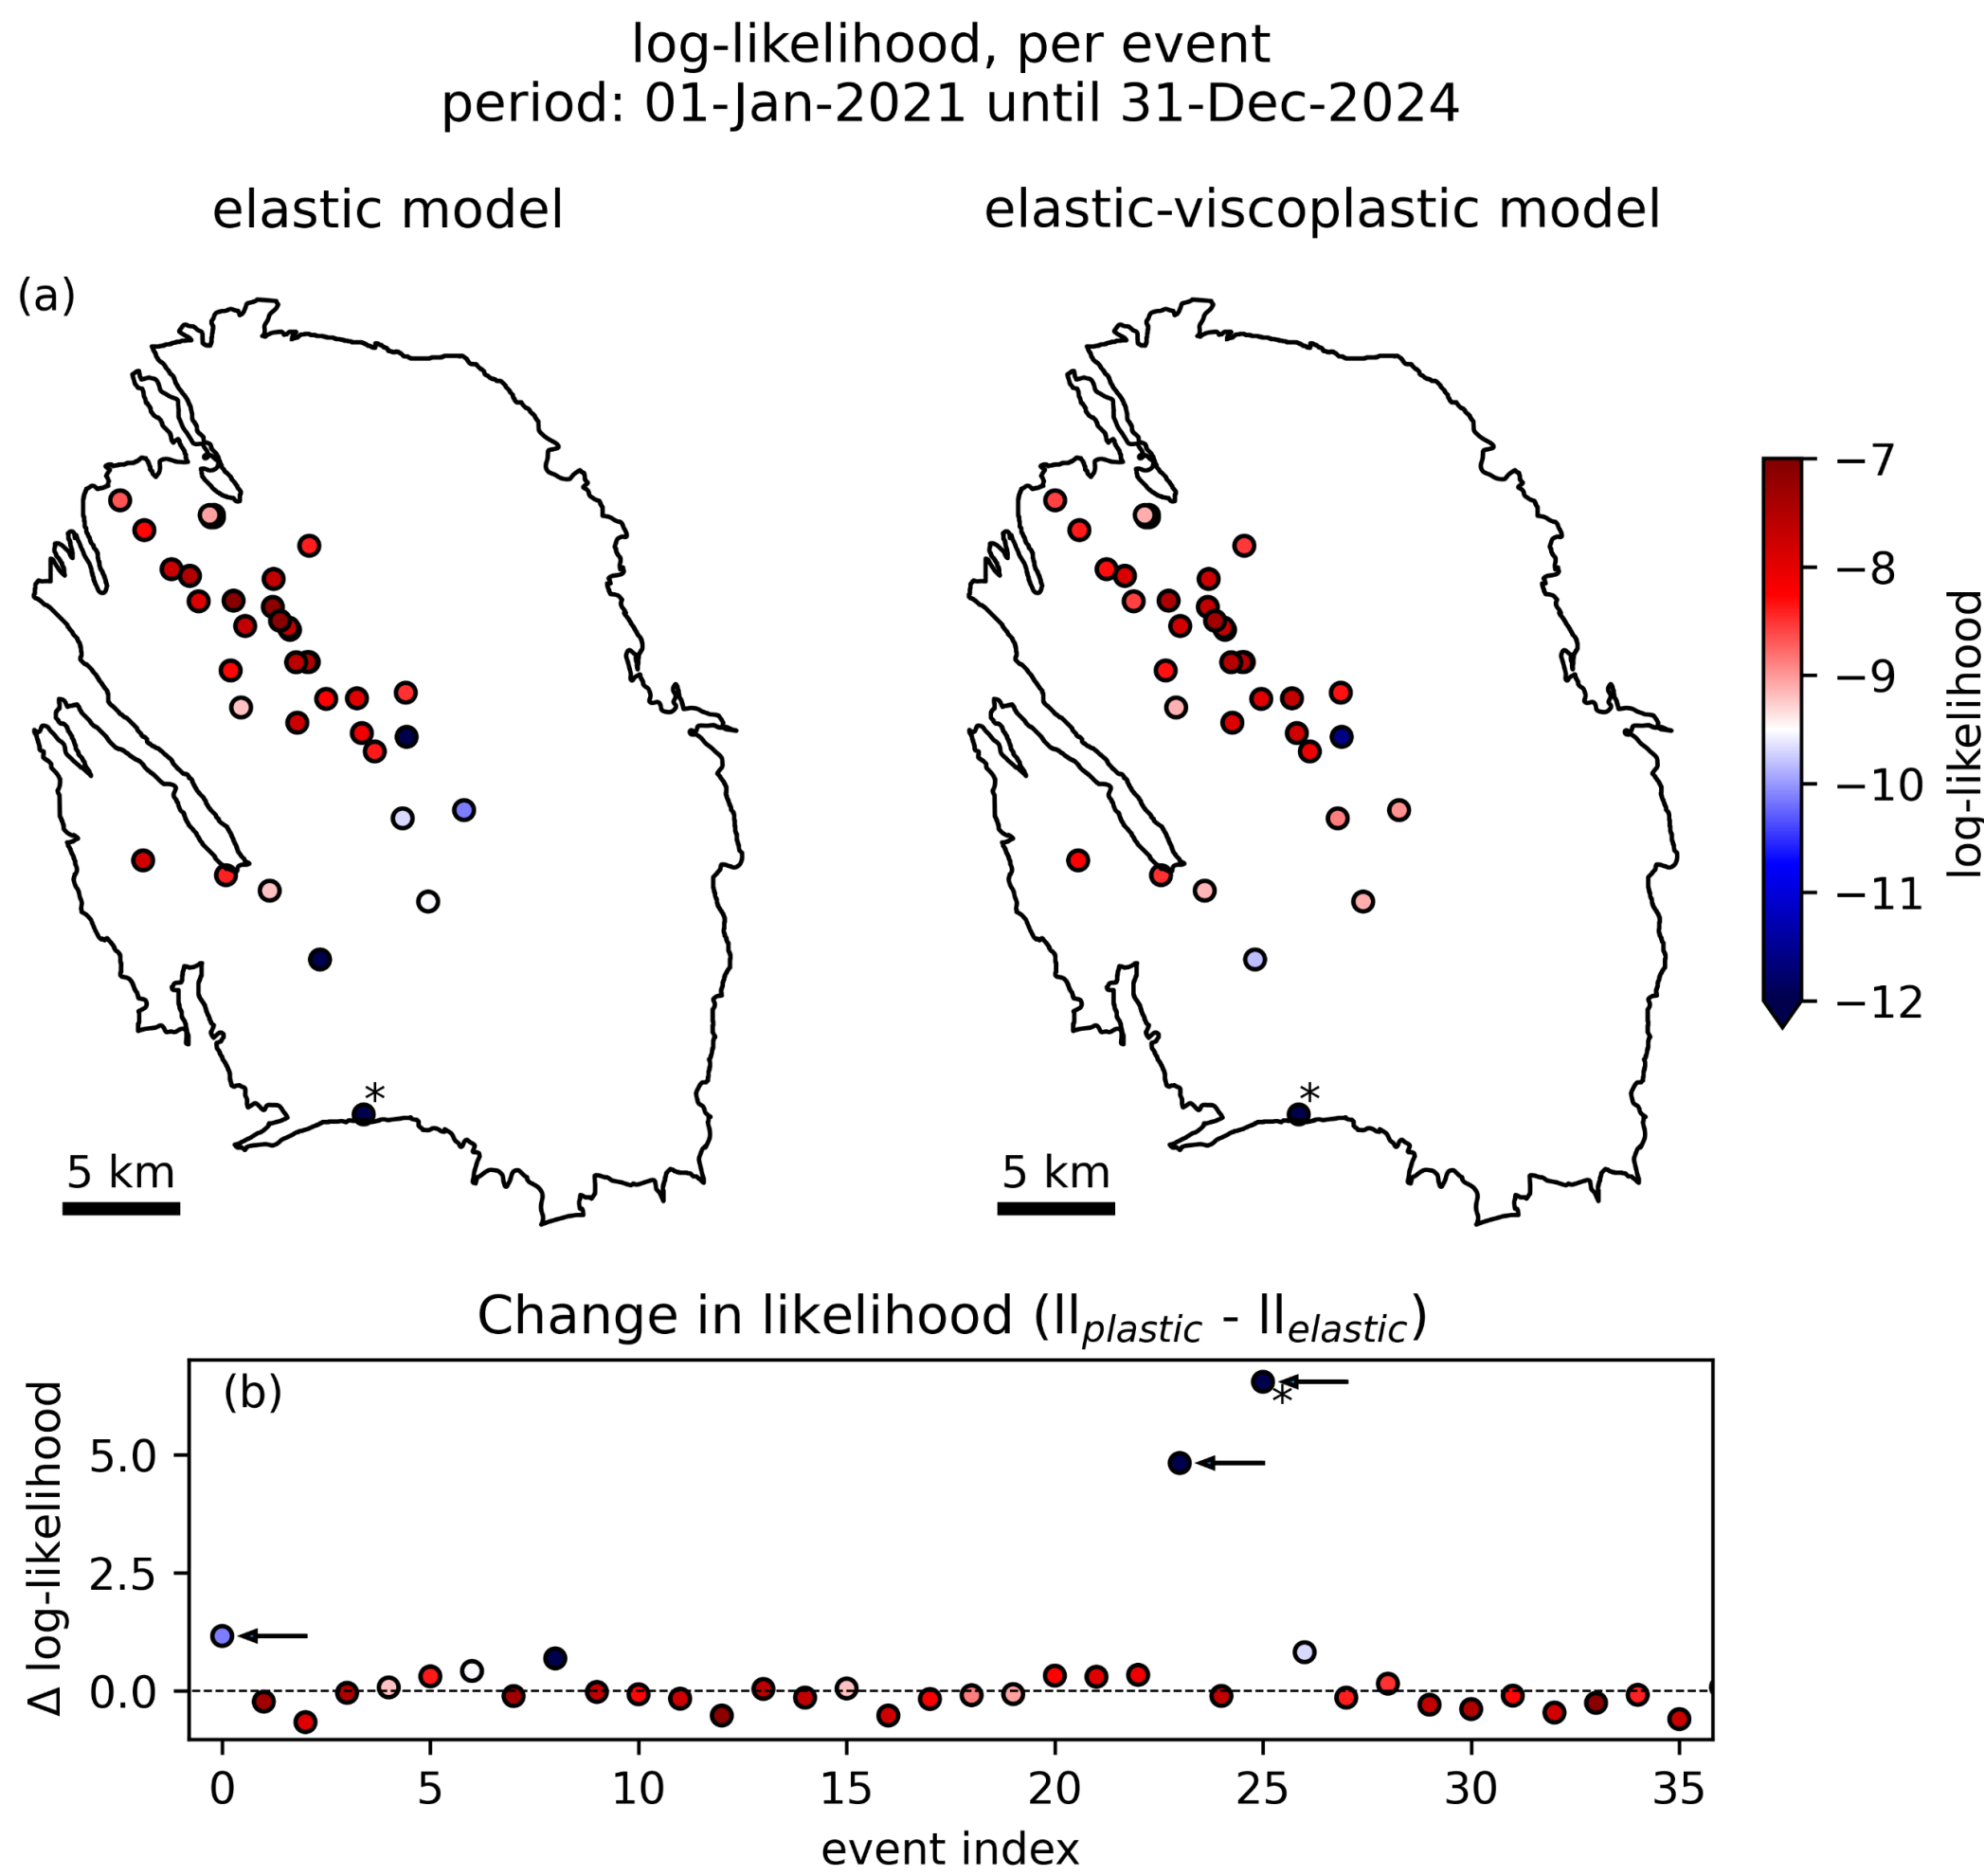 log-likelihood, per event
period: 01-Jan-2021 until 31-Dec-2024
elastic model
elastic-viscoplastic model
(a)
*
*
5 km
5 km
−7
−8
−9
−10
−11
−12
log-likelihood
Change in likelihood (ll_plastic - ll_elastic)
(b)
*
Δ log-likelihood
5.0
2.5
0.0
0 5 10 15 20 25 30 35
event index